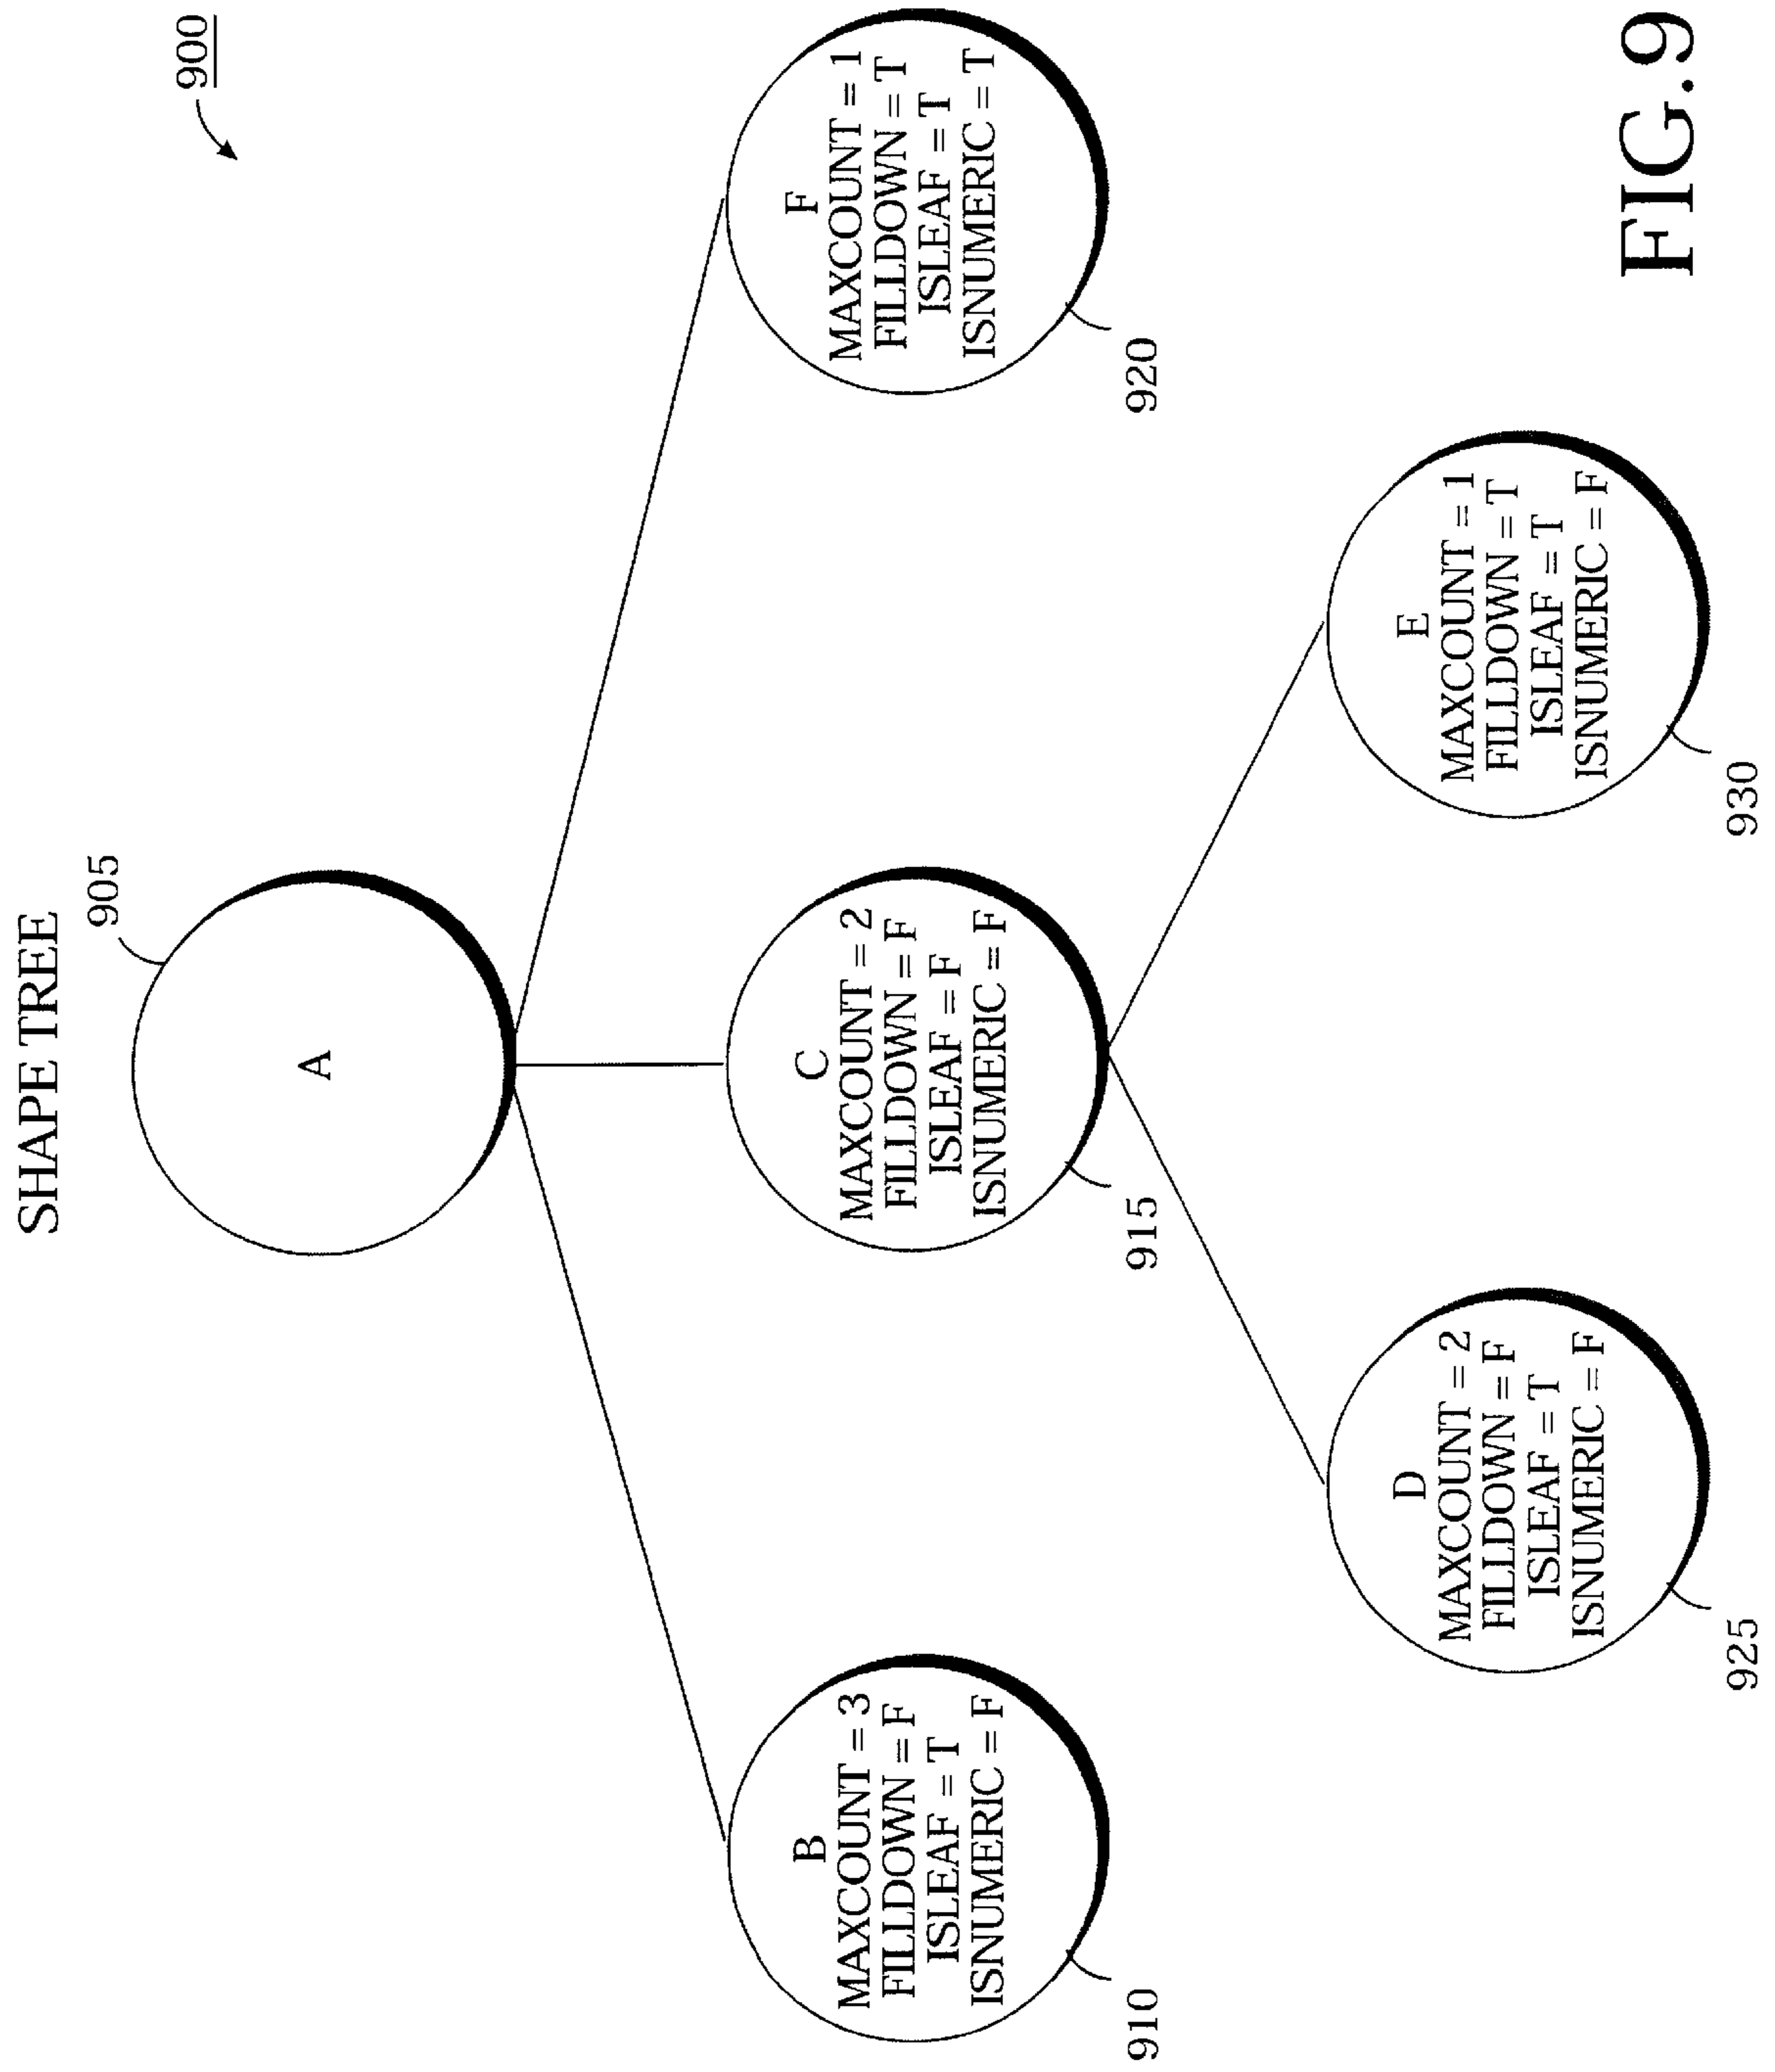 SHAPE TREE
900
905
A
B
MAXCOUNT = 3
FILLDOWN = F
ISLEAF = T
ISNUMERIC = F
910
C
MAXCOUNT = 2
FILLDOWN = F
ISLEAF = F
ISNUMERIC = F
915
F
MAXCOUNT = 1
FILLDOWN = T
ISLEAF = T
ISNUMERIC = T
920
D
MAXCOUNT = 2
FILLDOWN = F
ISLEAF = T
ISNUMERIC = F
925
E
MAXCOUNT = 1
FILLDOWN = T
ISLEAF = T
ISNUMERIC = F
930
FIG.9